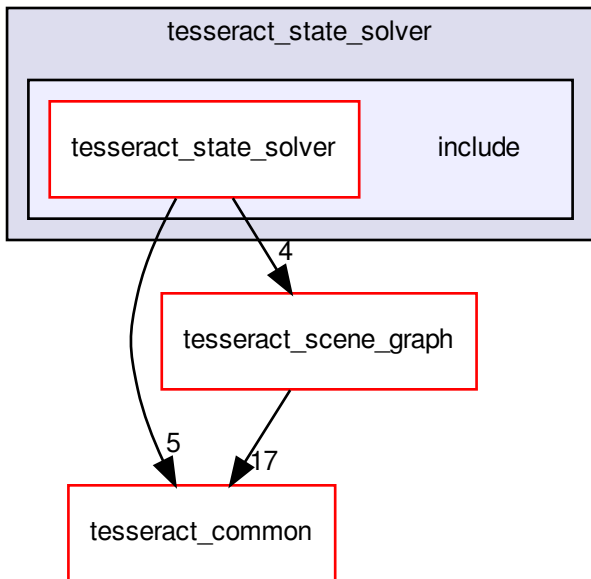 tesseract_state_solver
tesseract_state_solver
include
4
tesseract_scene_graph
5
17
tesseract_common